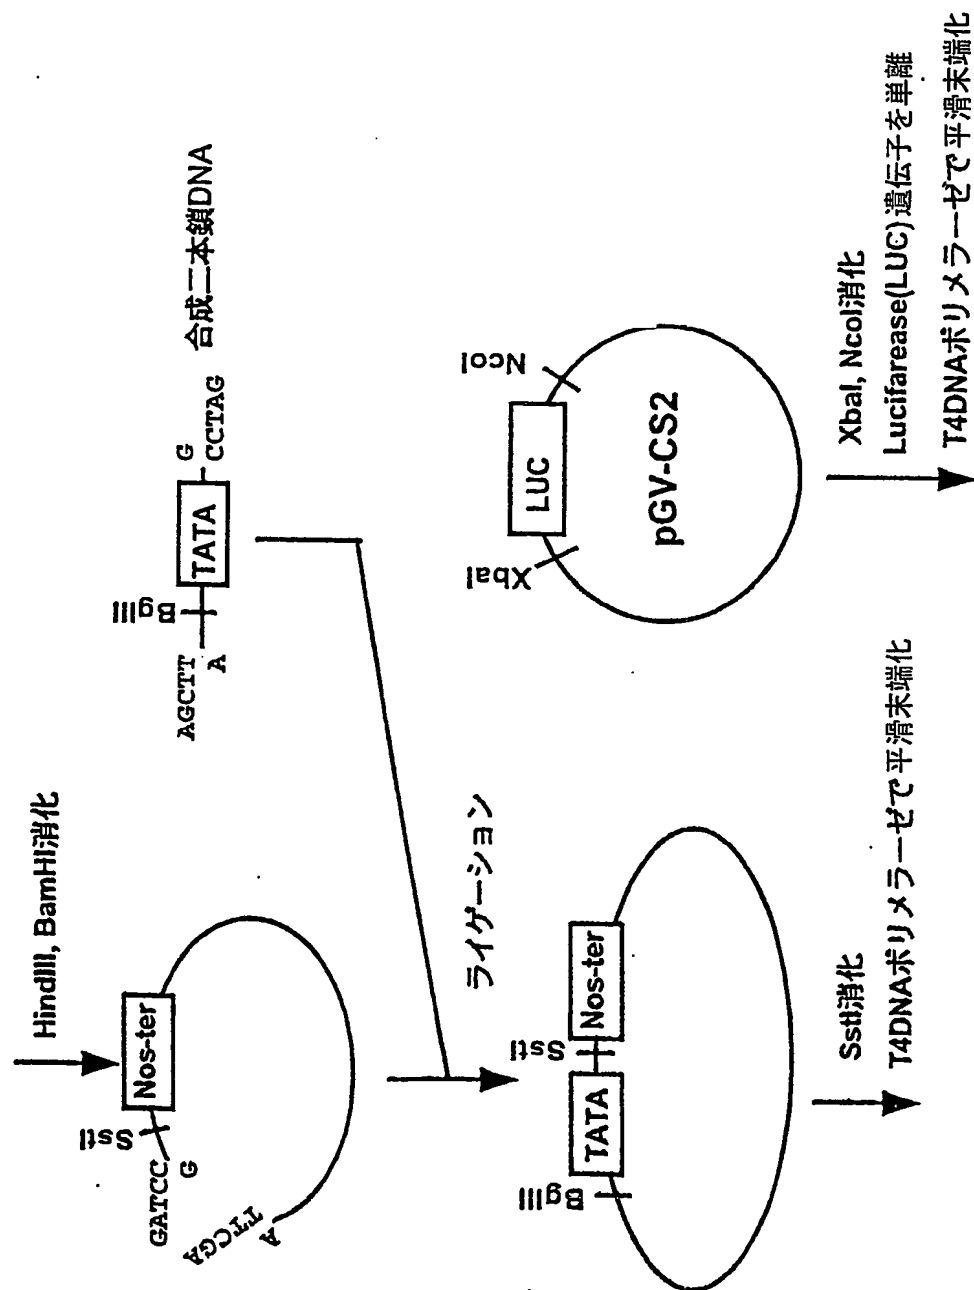 HindIII, BamHI消化
Nos-ter
SstI
GATCC
G
TTCGA
A
AGCTT
A
BglII
TATA
G
CCTAG
合成二本鎖DNA
ライゲーション
BglII
TATA
SstI
Nos-ter
XbaI
LUC
NcoI
pGV-CS2
SstI消化
T4DNAポリメラーゼで平滑末端化
XbaI, NcoI消化
Lucifarease(LUC)遺伝子を単離
T4DNAポリメラーゼで平滑末端化